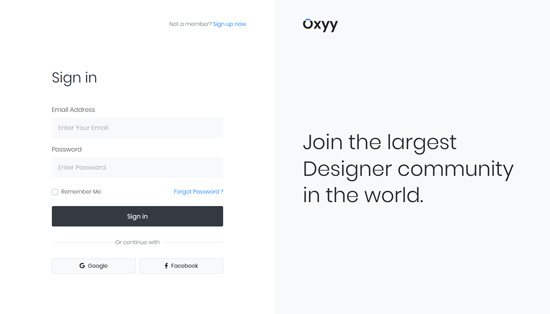 Not a member? Sign up now
Sign in
Email Address
Enter Your Email
Password
Enter Password
Remember Me
Forgot Password ?
Sign in
Or continue with
Google
Facebook
Oxyy
Join the largest
Designer community
in the world.